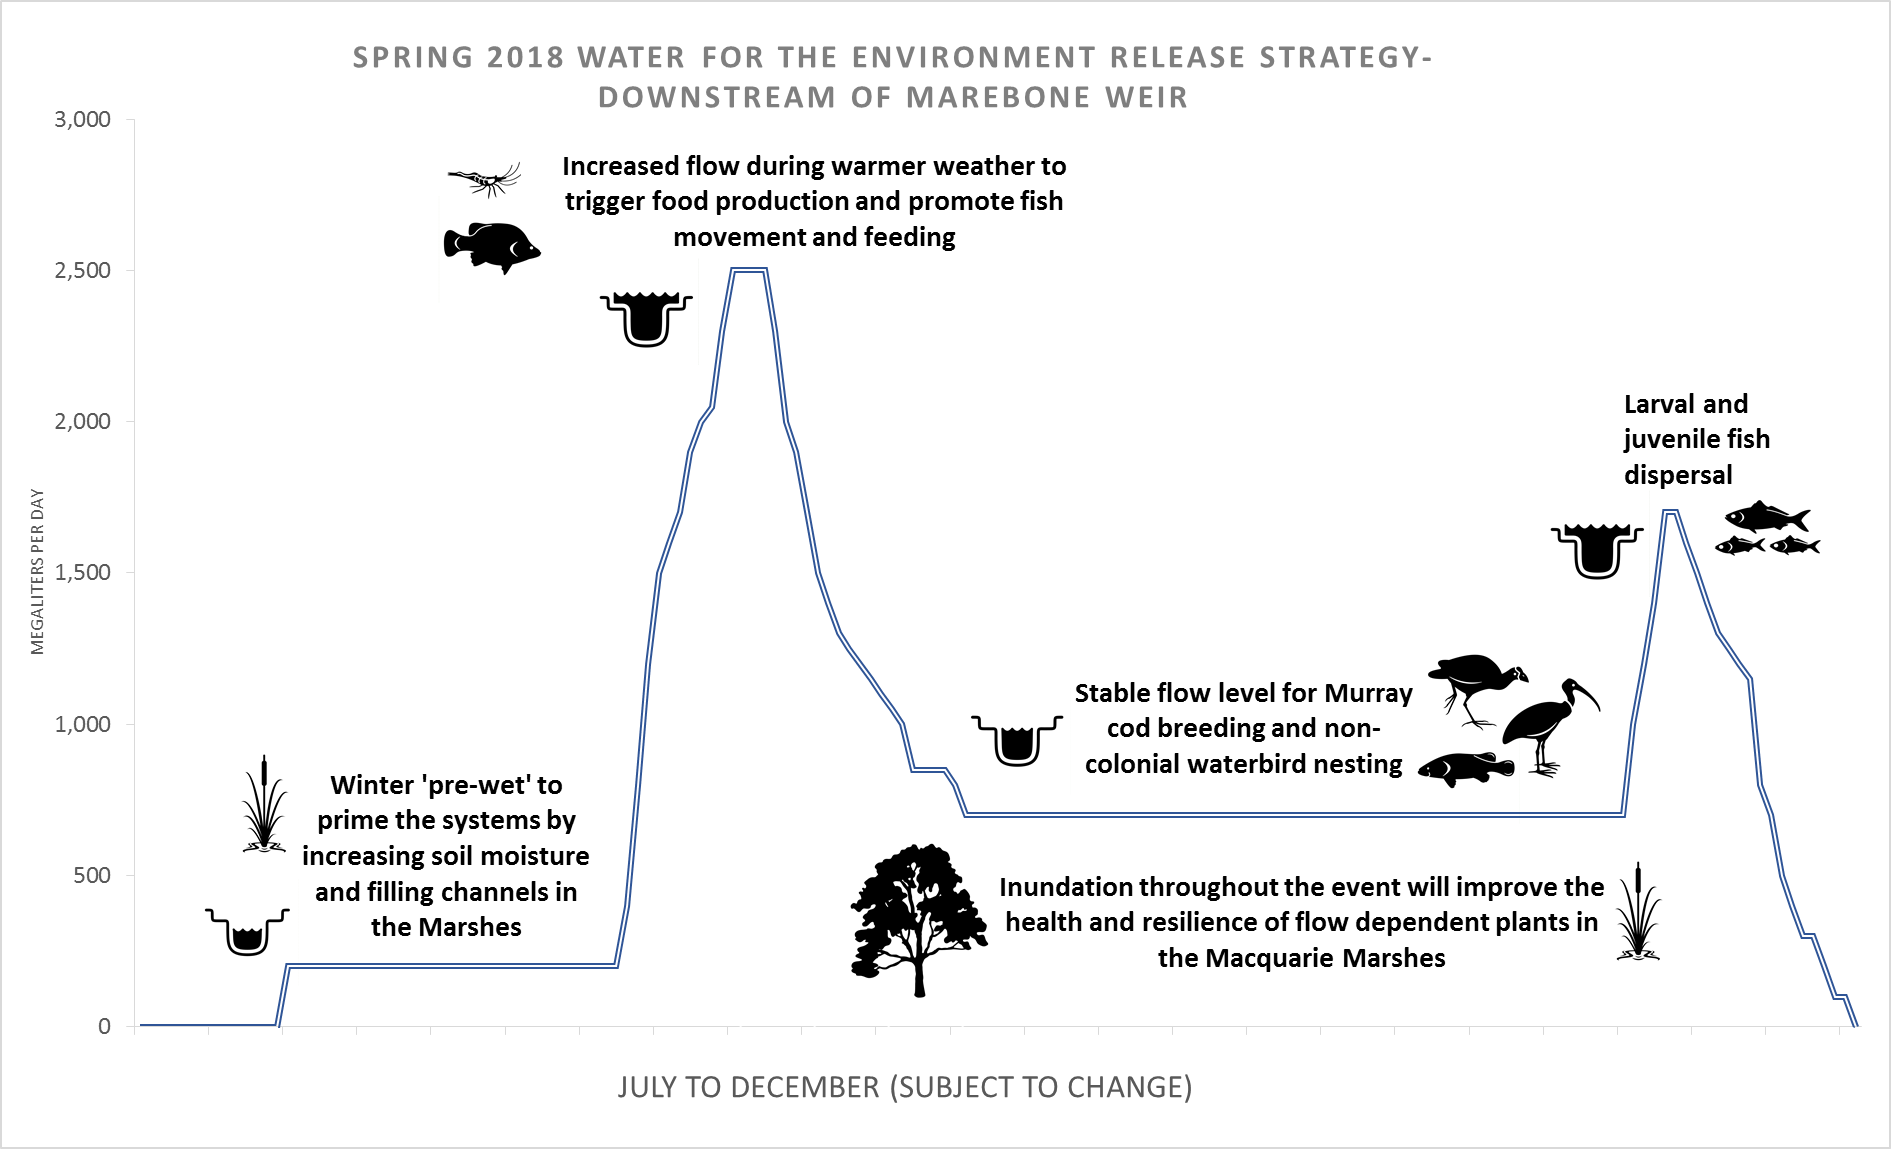 SPRING 2018 WATER FOR THE ENVIRONMENT RELEASE STRATEGY-
DOWNSTREAM OF MAREBONE WEIR
3,000
2,500
2,000
1,500
1,000
500
0
MEGALITERS PER DAY
Increased flow during warmer weather to
trigger food production and promote fish
movement and feeding
Larval and
juvenile fish
dispersal
Stable flow level for Murray
cod breeding and non-
colonial waterbird nesting
Winter 'pre-wet' to
prime the systems by
increasing soil moisture
and filling channels in
the Marshes
Inundation throughout the event will improve the
health and resilience of flow dependent plants in
the Macquarie Marshes
JULY TO DECEMBER (SUBJECT TO CHANGE)